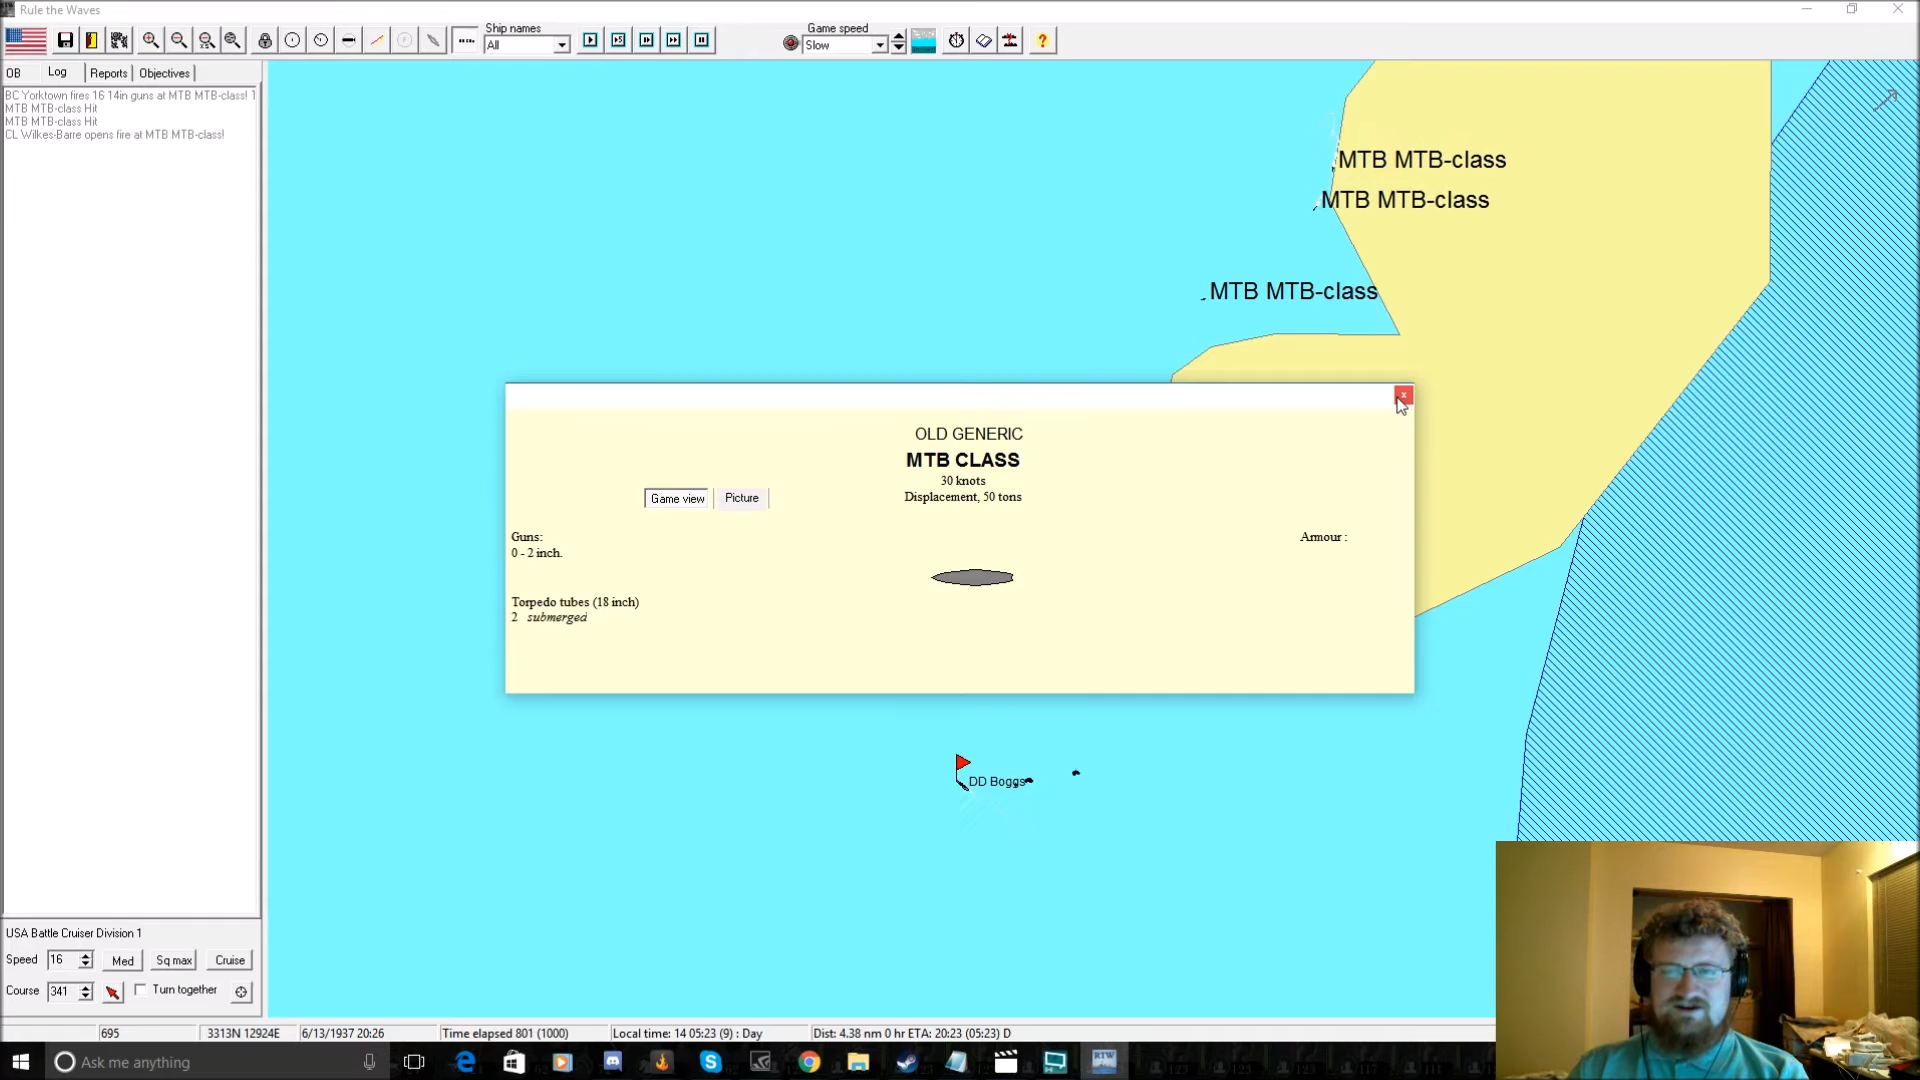 Rule the Waves
Ship names
All
Game speed
Slow
?
OB
Log
Reports
Objectives
BC Yorktown fires 16 14in guns at MTB MTB-class! 1
MTB MTB-class Hit
MTB MTB-class Hit
CL Wilkes-Barre opens fire at MTB MTB-class!
MTB MTB-class
MTB MTB-class
MTB MTB-class
x
OLD GENERIC
MTB CLASS
30 knots
Displacement, 50 tons
Game view
Picture
Guns:
0 - 2 inch.
Armour :
Torpedo tubes (18 inch)
2 submerged
DD Boggs
USA Battle Cruiser Division 1
Speed 16 Med Sq max Cruise
Course 341 Turn together
695
3313N 12924E
6/13/1937 20:26
Time elapsed 801 (1000)
Local time: 14 05:23 (9) : Day
Dist: 4.38 nm 0 hr ETA: 20:23 (05:23) D
Ask me anything
RTW